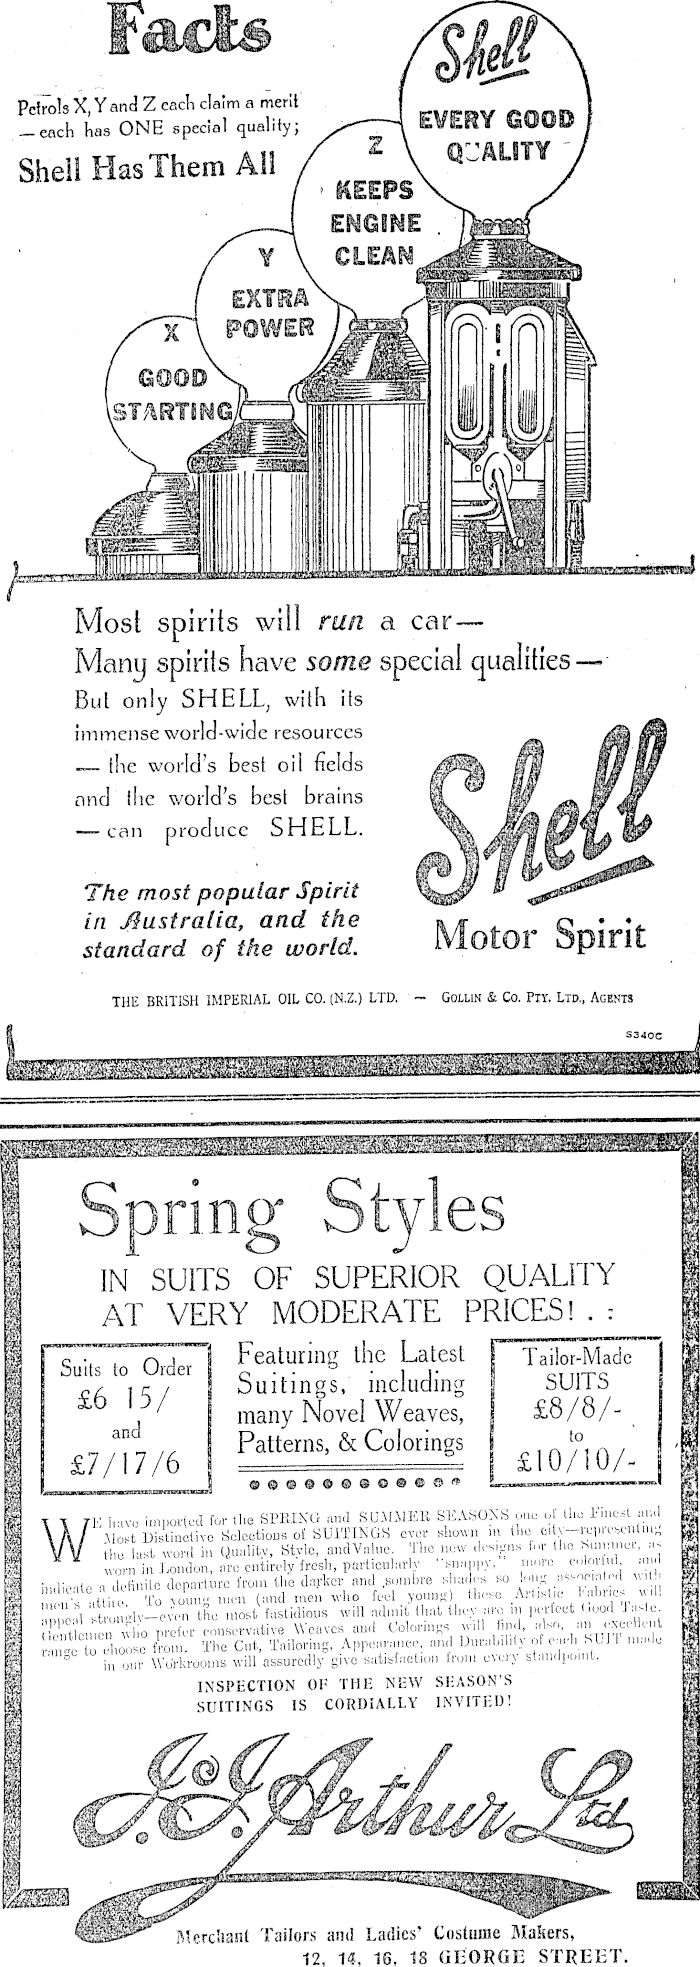 Facts
Petrols X, Y and Z each claim a merit
— each has ONE special quality;
Shell Has Them All
Shell
EVERY GOOD
QUALITY
Z
KEEPS
ENGINE
CLEAN
Y
EXTRA
POWER
X
GOOD
STARTING
Most spirits will run a car—
Many spirits have some special qualities—
But only SHELL, with its
immense world-wide resources
— the world's best oil fields
and the world's best brains
— can produce SHELL.
The most popular Spirit
in Australia, and the
standard of the world.
Shell
Motor Spirit
THE BRITISH IMPERIAL OIL CO. (N.Z.) LTD. — GOLLIN & CO. PTY. LTD., AGENTS
S340C
Spring Styles
IN SUITS OF SUPERIOR QUALITY
AT VERY MODERATE PRICES! . :
Suits to Order
£6 15/
and
£7/17/6
Featuring the Latest
Suitings, including
many Novel Weaves,
Patterns, & Colorings
Tailor-Made
SUITS
£8/8/-
to
£10/10/-
WE have imported for the SPRING and SUMMER SEASONS one of the Finest and
Most Distinctive Selections of SUITINGS ever shown in the city—representing
the last word in Quality, Style, and Value. The new designs for the Summer, as
worn in London, are entirely fresh, particularly "snappy," more colorful, and
indicate a definite departure from the darker and sombre shades so long associated with
men's attire. To young men (and men who feel young) these Artistic Fabrics will
appeal strongly—even the most fastidious will admit that they are in perfect Good Taste.
Gentlemen who prefer conservative Weaves and Colorings will find, also, an excellent
range to choose from. The Cut, Tailoring, Appearance, and Durability of each SUIT made
in our Workrooms will assuredly give satisfaction from every standpoint.
INSPECTION OF THE NEW SEASON'S
SUITINGS IS CORDIALLY INVITED!
J. & J. Arthur Ltd
Merchant Tailors and Ladies' Costume Makers,
12, 14, 16, 18 GEORGE STREET.